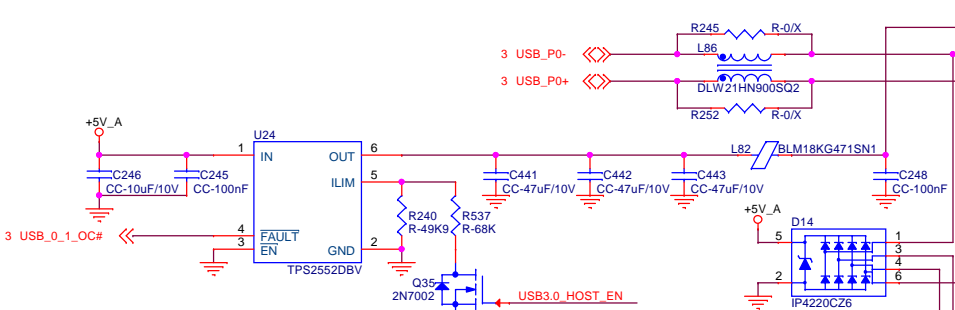 R245 R-0/X
3 USB_P0-
L86
3 USB_P0+
DLW21HN900SQ2
R252 R-0/X
+5V_A
U24
1 IN OUT 6
L82 BLM18KG471SN1
C246
CC-10uF/10V
C245
CC-100nF
ILIM 5
C441
CC-47uF/10V
C442
CC-47uF/10V
C443
CC-47uF/10V
C248
CC-100nF
R240
R-49K9
R537
R-68K
+5V_A
D14
3 USB_0_1_OC#
4 FAULT
3 EN
GND 2
TPS2552DBV
5
1
3
4
2
6
IP4220CZ6
Q35
2N7002
USB3.0_HOST_EN